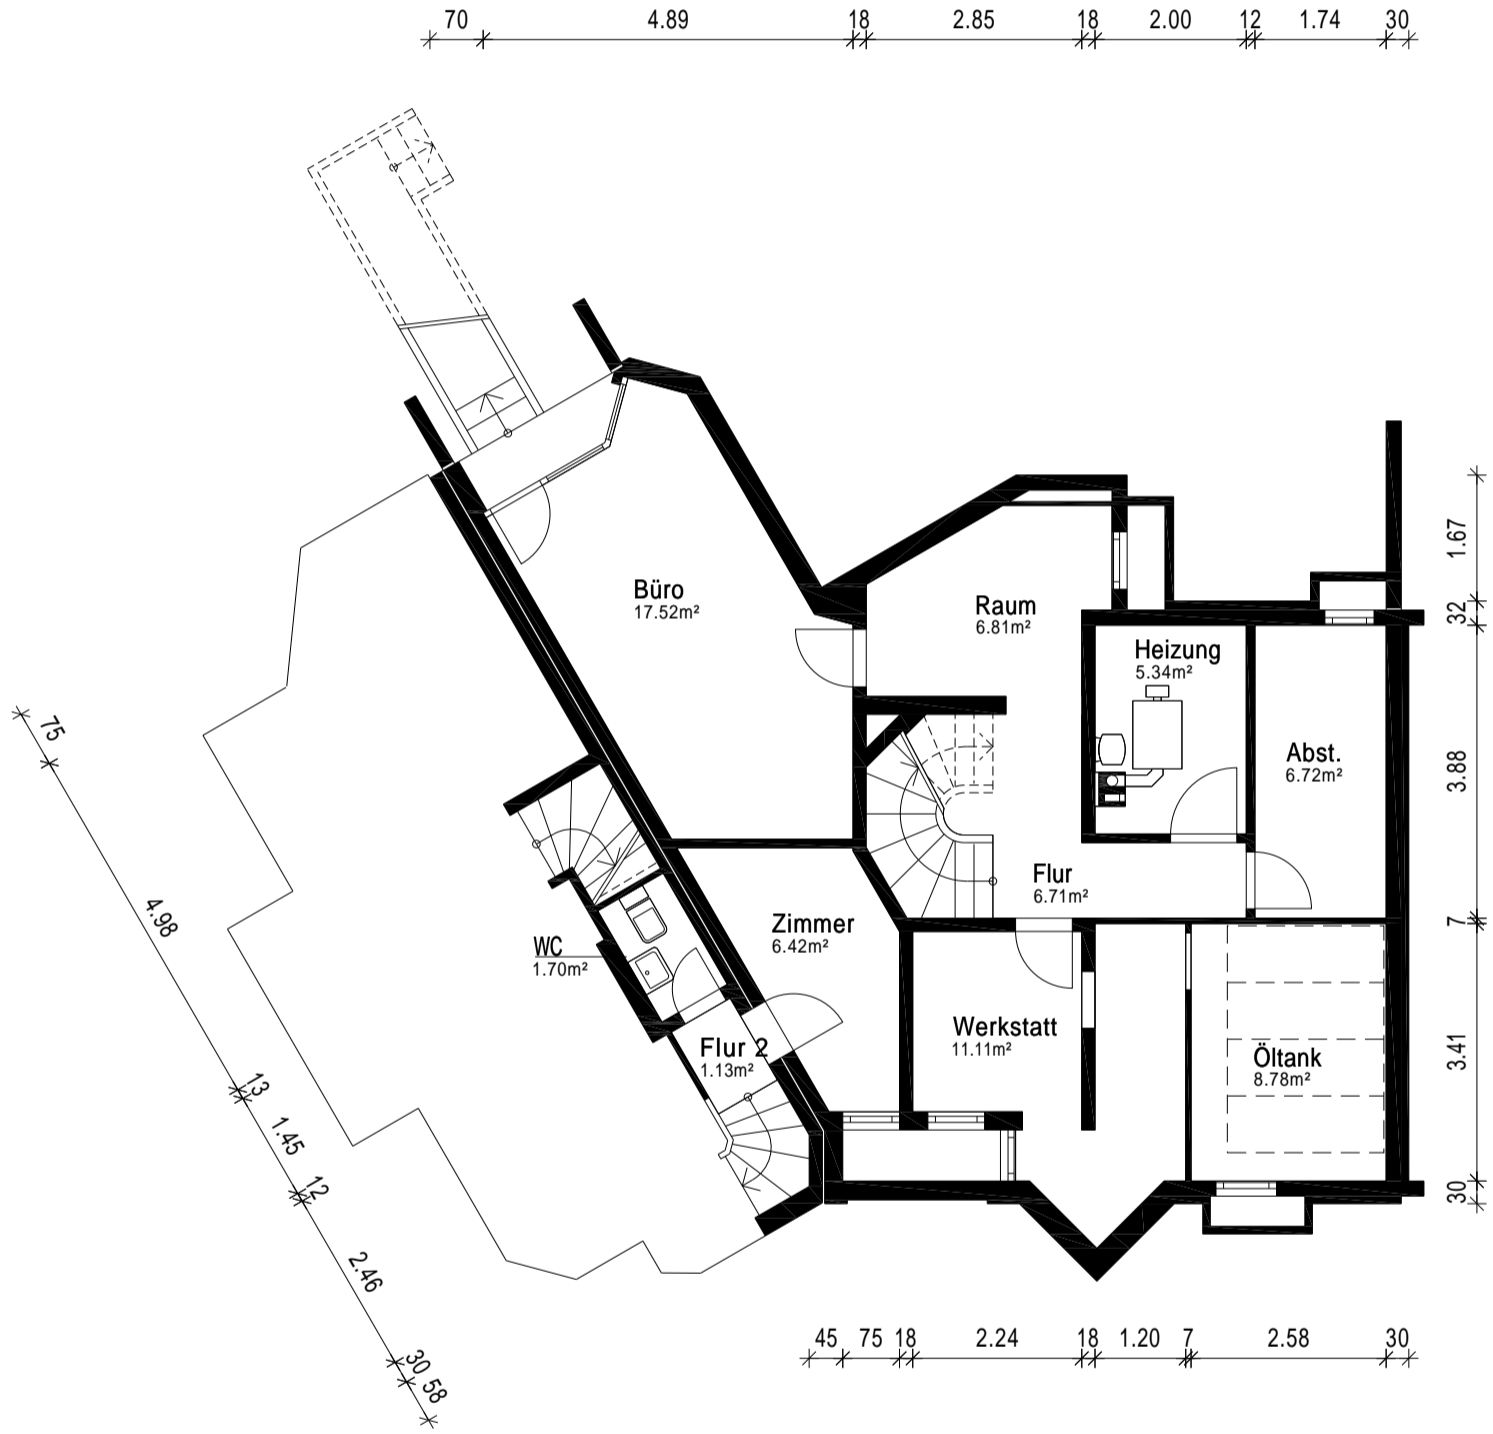 70 4.89 18 2.85 18 2.00 12 1.74 30
Büro
17.52m²
Raum
6.81m²
Heizung
5.34m²
Abst.
6.72m²
Flur
6.71m²
Zimmer
6.42m²
WC
1.70m²
Flur 2
1.13m²
Werkstatt
11.11m²
Öltank
8.78m²
1.67
32
3.88
7
3.41
30
75
4.98
13
1.45
12
2.46
30
58
45 75 18 2.24 18 1.20 7 2.58 30